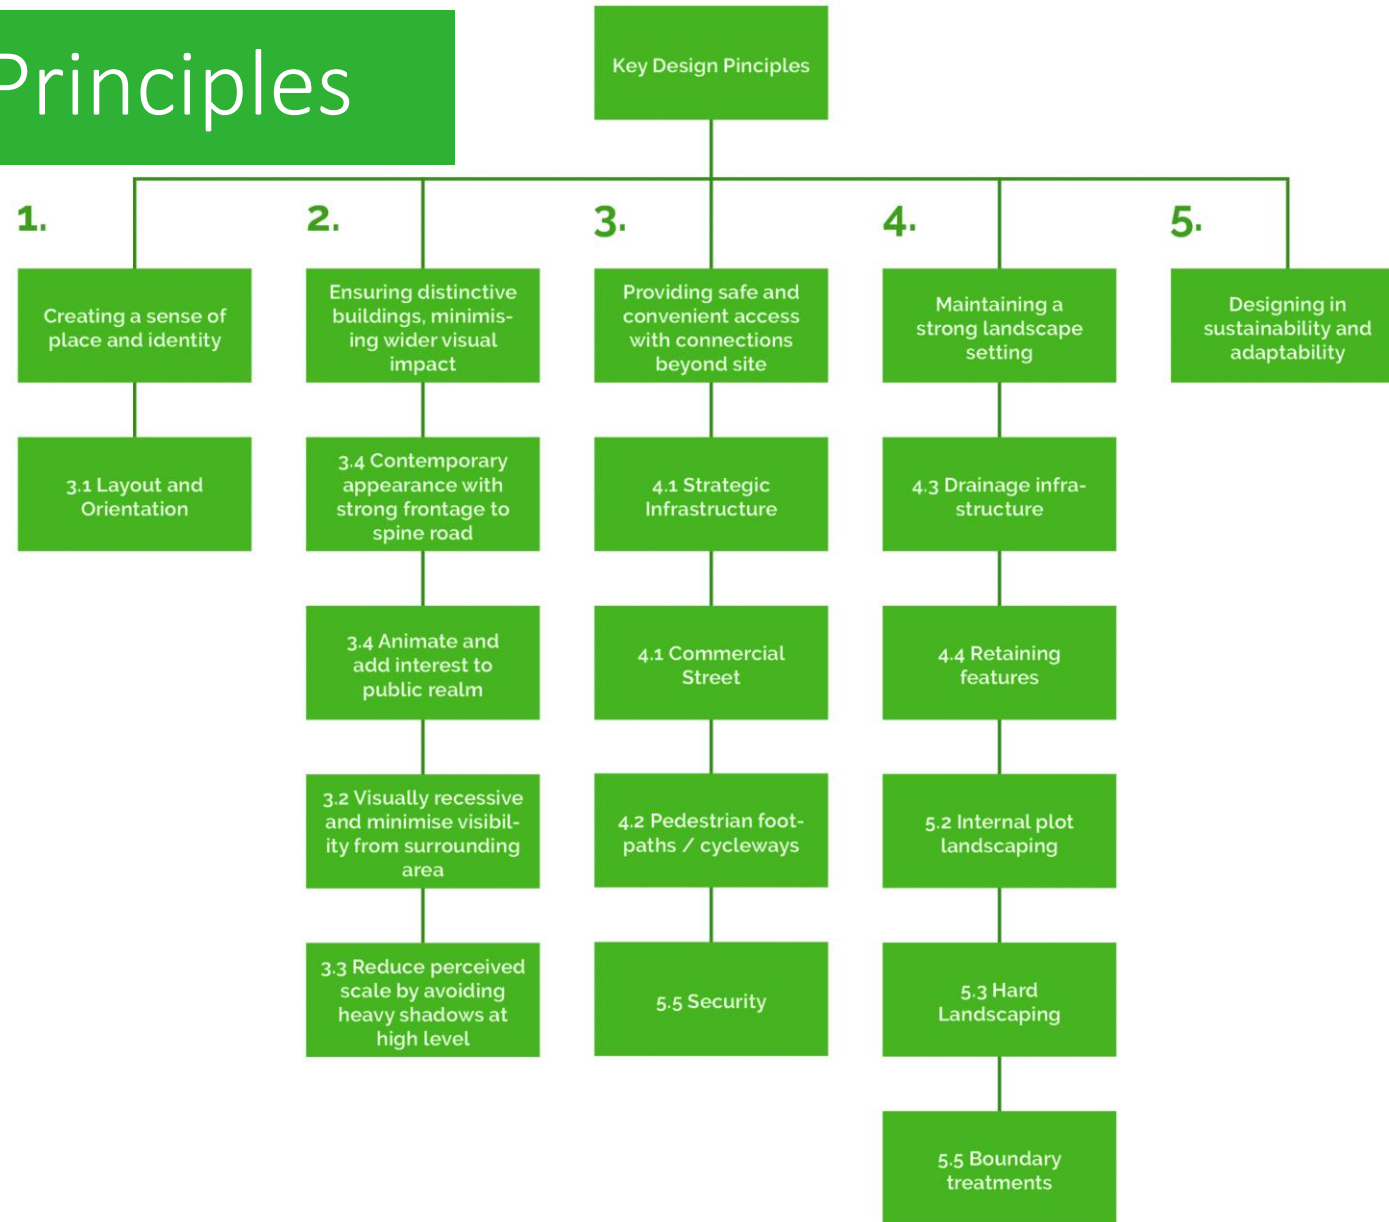 Principles
Key Design Pinciples
1.
Creating a sense of
place and identity
3.1 Layout and
Orientation
2.
Ensuring distinctive
buildings, minimis-
ing wider visual
impact
3.4 Contemporary
appearance with
strong frontage to
spine road
3.4 Animate and
add interest to
public realm
3.2 Visually recessive
and minimise visibil-
ity from surrounding
area
3.3 Reduce perceived
scale by avoiding
heavy shadows at
high level
3.
Providing safe and
convenient access
with connections
beyond site
4.1 Strategic
Infrastructure
4.1 Commercial
Street
4.2 Pedestrian foot-
paths / cycleways
5.5 Security
4.
Maintaining a
strong landscape
setting
4.3 Drainage infra-
structure
4.4 Retaining
features
5.2 Internal plot
landscaping
5.3 Hard
Landscaping
5.5 Boundary
treatments
5.
Designing in
sustainability and
adaptability